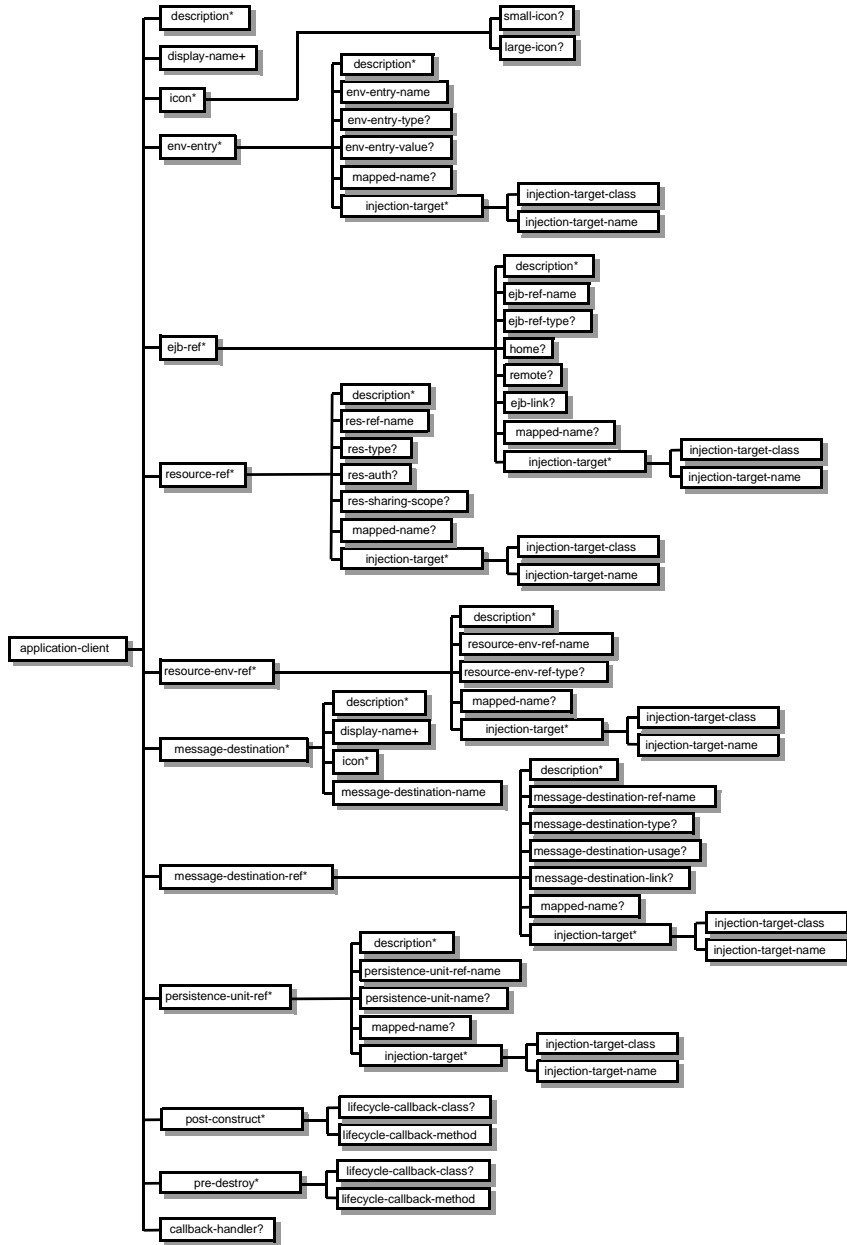 application-client
description*
display-name+
icon*
small-icon?
large-icon?
env-entry*
description*
env-entry-name
env-entry-type?
env-entry-value?
mapped-name?
injection-target*
injection-target-class
injection-target-name
ejb-ref*
description*
ejb-ref-name
ejb-ref-type?
home?
remote?
ejb-link?
mapped-name?
injection-target*
injection-target-class
injection-target-name
resource-ref*
description*
res-ref-name
res-type?
res-auth?
res-sharing-scope?
mapped-name?
injection-target*
injection-target-class
injection-target-name
resource-env-ref*
description*
resource-env-ref-name
resource-env-ref-type?
mapped-name?
injection-target*
injection-target-class
injection-target-name
message-destination*
description*
display-name+
icon*
message-destination-name
message-destination-ref*
description*
message-destination-ref-name
message-destination-type?
message-destination-usage?
message-destination-link?
mapped-name?
injection-target*
injection-target-class
injection-target-name
persistence-unit-ref*
description*
persistence-unit-ref-name
persistence-unit-name?
mapped-name?
injection-target*
injection-target-class
injection-target-name
post-construct*
lifecycle-callback-class?
lifecycle-callback-method
pre-destroy*
lifecycle-callback-class?
lifecycle-callback-method
callback-handler?